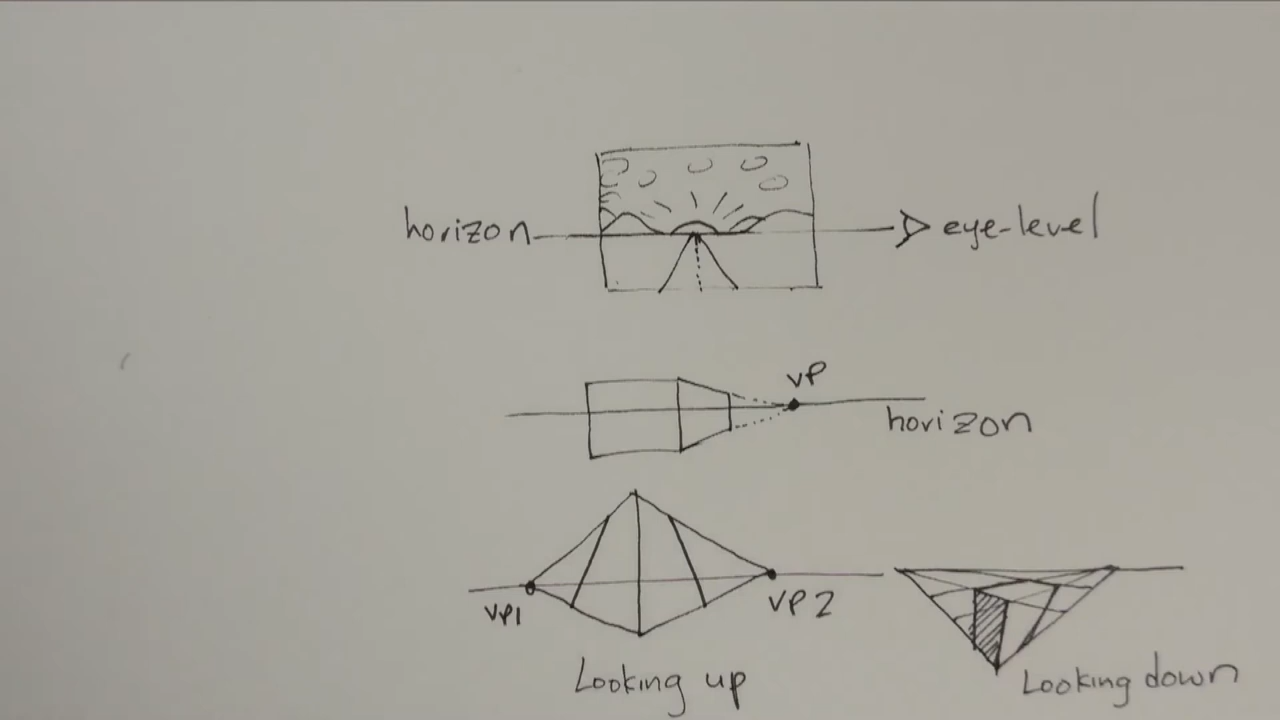 horizon
eye-level
VP
horizon
VP1
VP2
Looking up
Looking down